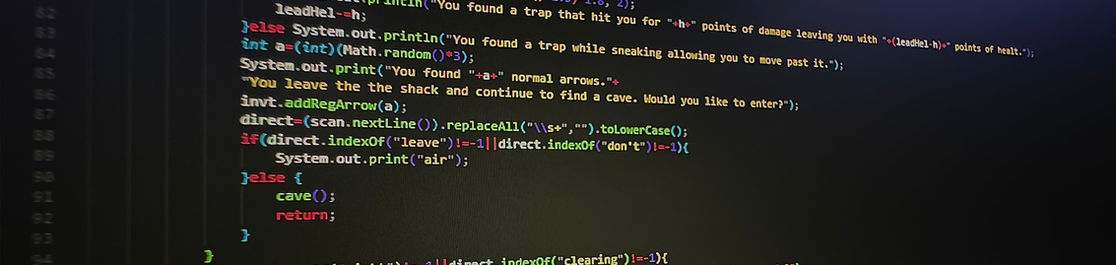 println("You found a trap that hit you for "+h+" points of damage leaving you with "+(leadHel-h)+" points of healt.");
82 leadHel-=h;
83 }else System.out.println("You found a trap while sneaking allowing you to move past it.");
84 int a=(int)(Math.random()*3);
85 System.out.print("You found "+a+" normal arrows."+
86 "You leave the the shack and continue to find a cave. Would you like to enter?");
87 invt.addRegArrow(a);
88 direct=(scan.nextLine()).replaceAll("\\s+","").toLowerCase();
if(direct.indexOf("leave")!=-1||direct.indexOf("don't")!=-1){
89 System.out.print("air");
90 }else {
91 cave();
92 return;
93 }
94 }
direct.indexOf("clearing")!=-1){